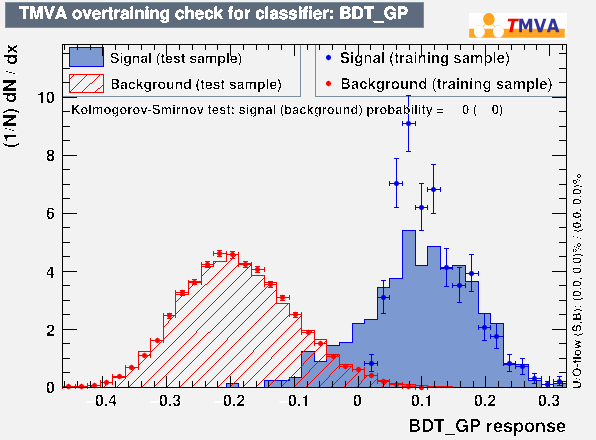 TMVA overtraining check for classifier: BDT_GP
TMVA
Signal (test sample)
Background (test sample)
Signal (training sample)
Background (training sample)
Kolmogorov-Smirnov test: signal (background) probability = 0 ( 0)
(1/N) dN / dx
10
8
6
4
2
0
-0.4 -0.3 -0.2 -0.1 0 0.1 0.2 0.3
BDT_GP response
U/O-flow (S,B): (0.0, 0.0)% / (0.0, 0.0)%